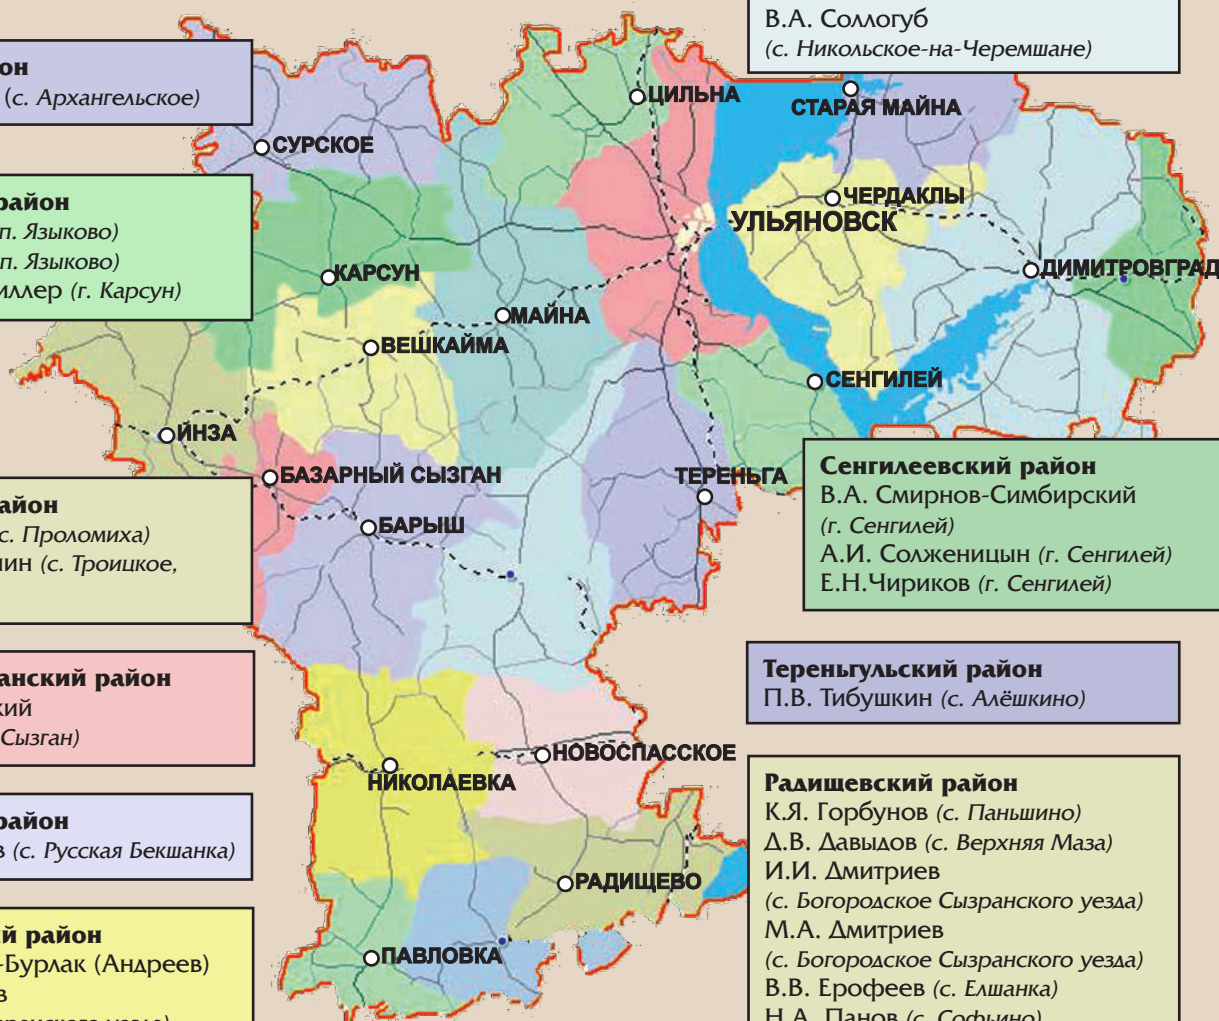 он
(с. Архангельское)
район
п. Языково)
п. Языково)
иллер (г. Карсун)
айон
с. Проломиха)
ин (с. Троицкое,
анский район
кий
Сызган)
район
в (с. Русская Бекшанка)
й район
-Бурлак (Андреев)
в
В.А. Соллогуб
(с. Никольское-на-Черемшане)
ЦИЛЬНА
СТАРАЯ МАЙНА
СУРСКОЕ
ЧЕРДАКЛЫ
УЛЬЯНОВСК
КАРСУН
ДИМИТРОВГРАД
МАЙНА
ВЕШКАЙМА
СЕНГИЛЕЙ
ИНЗА
БАЗАРНЫЙ СЫЗГАН
ТЕРЕНЬГА
БАРЫШ
НОВОСПАССКОЕ
НИКОЛАЕВКА
РАДИЩЕВО
ПАВЛОВКА
Сенгилеевский район
В.А. Смирнов-Симбирский
(г. Сенгилей)
А.И. Солженицын (г. Сенгилей)
Е.Н.Чириков (г. Сенгилей)
Тереньгульский район
П.В. Тибушкин (с. Алёшкино)
Радищевский район
К.Я. Горбунов (с. Паньшино)
Д.В. Давыдов (с. Верхняя Маза)
И.И. Дмитриев
(с. Богородское Сызранского уезда)
М.А. Дмитриев
(с. Богородское Сызранского уезда)
В.В. Ерофеев (с. Елшанка)
Н.А. Панов (с. Софьино)